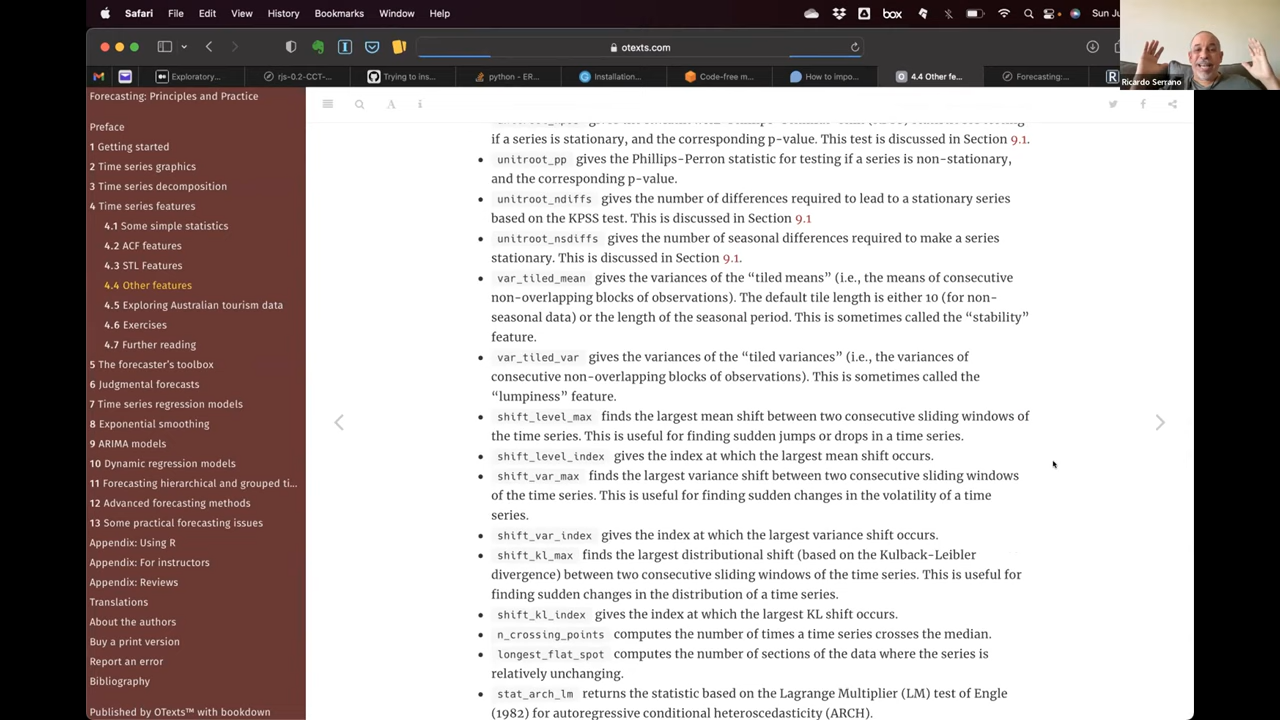 Safari File Edit View History Bookmarks Window Help
box
Sun Ju
otexts.com
Exploratory...
rjs-0.2-CCT-...
Trying to ins...
python - ER...
Installation...
Code-free m...
How to impo...
4.4 Other fe...
Forecasting:...
Ricardo Serrano
Forecasting: Principles and Practice
Preface
1 Getting started
2 Time series graphics
3 Time series decomposition
4 Time series features
4.1 Some simple statistics
4.2 ACF features
4.3 STL Features
4.4 Other features
4.5 Exploring Australian tourism data
4.6 Exercises
4.7 Further reading
5 The forecaster's toolbox
6 Judgmental forecasts
7 Time series regression models
8 Exponential smoothing
9 ARIMA models
10 Dynamic regression models
11 Forecasting hierarchical and grouped ti...
12 Advanced forecasting methods
13 Some practical forecasting issues
Appendix: Using R
Appendix: For instructors
Appendix: Reviews
Translations
About the authors
Buy a print version
Report an error
Bibliography
Published by OTexts™ with bookdown
if a series is stationary, and the corresponding p-value. This test is discussed in Section 9.1.
unitroot_pp gives the Phillips-Perron statistic for testing if a series is non-stationary,
and the corresponding p-value.
unitroot_ndiffs gives the number of differences required to lead to a stationary series
based on the KPSS test. This is discussed in Section 9.1
unitroot_nsdiffs gives the number of seasonal differences required to make a series
stationary. This is discussed in Section 9.1.
var_tiled_mean gives the variances of the “tiled means” (i.e., the means of consecutive
non-overlapping blocks of observations). The default tile length is either 10 (for non-
seasonal data) or the length of the seasonal period. This is sometimes called the “stability”
feature.
var_tiled_var gives the variances of the “tiled variances” (i.e., the variances of
consecutive non-overlapping blocks of observations). This is sometimes called the
“lumpiness” feature.
shift_level_max finds the largest mean shift between two consecutive sliding windows of
the time series. This is useful for finding sudden jumps or drops in a time series.
shift_level_index gives the index at which the largest mean shift occurs.
shift_var_max finds the largest variance shift between two consecutive sliding windows
of the time series. This is useful for finding sudden changes in the volatility of a time
series.
shift_var_index gives the index at which the largest variance shift occurs.
shift_kl_max finds the largest distributional shift (based on the Kulback-Leibler
divergence) between two consecutive sliding windows of the time series. This is useful for
finding sudden changes in the distribution of a time series.
shift_kl_index gives the index at which the largest KL shift occurs.
n_crossing_points computes the number of times a time series crosses the median.
longest_flat_spot computes the number of sections of the data where the series is
relatively unchanging.
stat_arch_lm returns the statistic based on the Lagrange Multiplier (LM) test of Engle
(1982) for autoregressive conditional heteroscedasticity (ARCH).